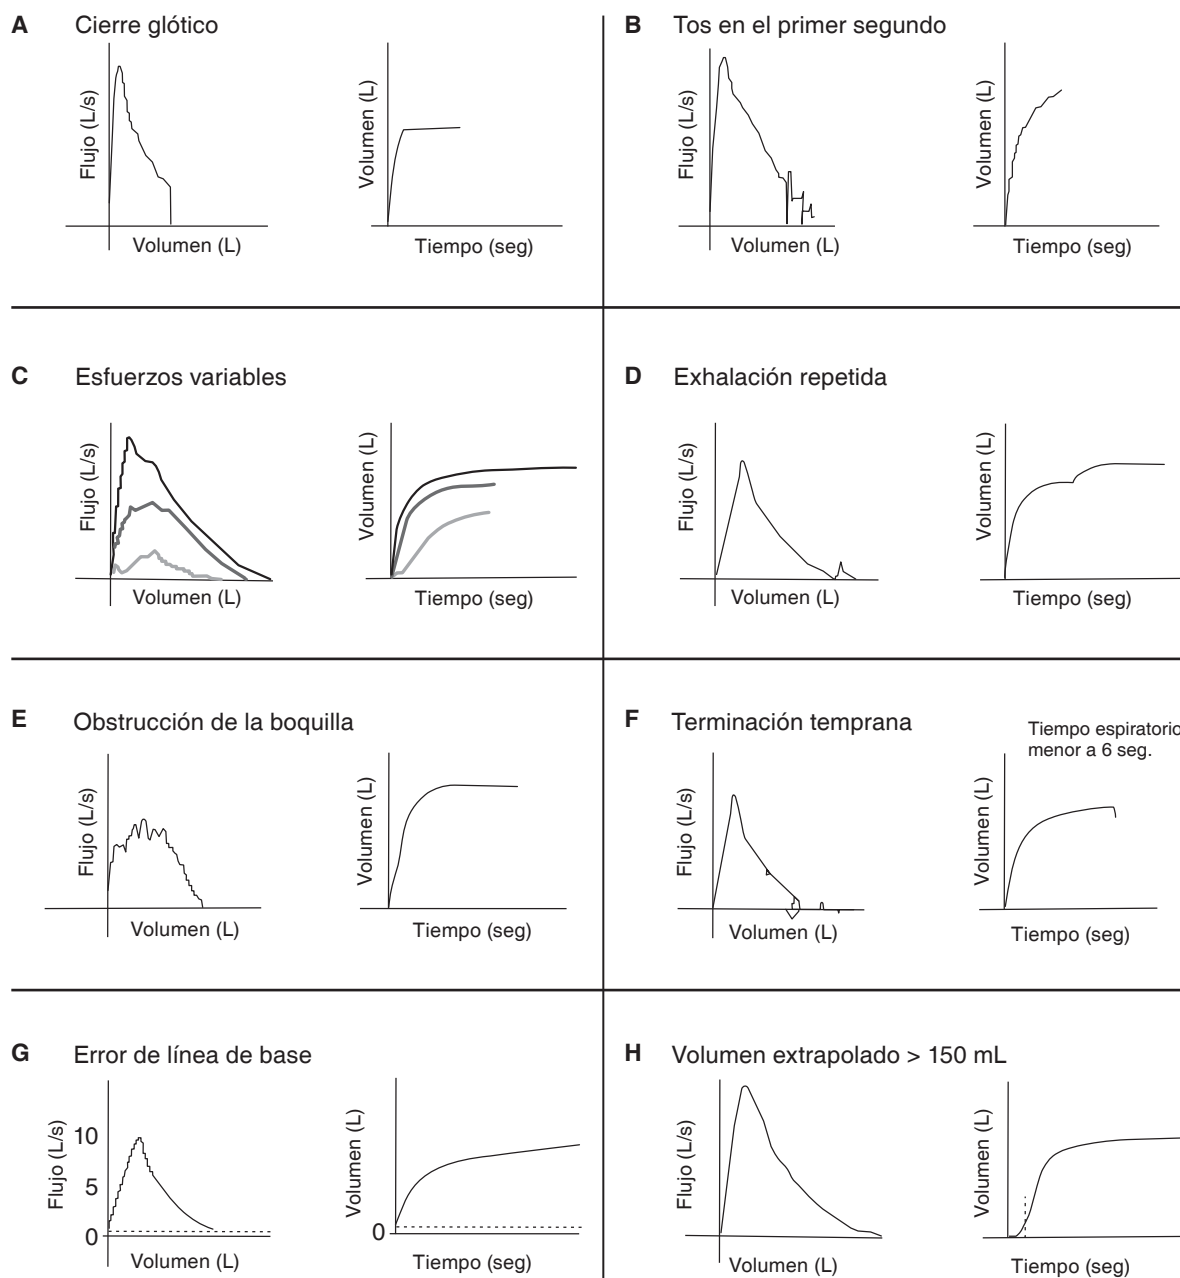 A Cierre glótico
Flujo (L/s)
Volumen (L)
Volumen (L)
Tiempo (seg)
B Tos en el primer segundo
Flujo (L/s)
Volumen (L)
Volumen (L)
Tiempo (seg)
C Esfuerzos variables
Flujo (L/s)
Volumen (L)
Volumen (L)
Tiempo (seg)
D Exhalación repetida
Flujo (L/s)
Volumen (L)
Volumen (L)
Tiempo (seg)
E Obstrucción de la boquilla
Flujo (L/s)
Volumen (L)
Volumen (L)
Tiempo (seg)
F Terminación temprana
Tiempo espiratorio
menor a 6 seg.
Flujo (L/s)
Volumen (L)
Volumen (L)
Tiempo (seg)
G Error de línea de base
Flujo (L/s)
10
5
0
Volumen (L)
Volumen (L)
0
Tiempo (seg)
H Volumen extrapolado > 150 mL
Flujo (L/s)
Volumen (L)
Volumen (L)
Tiempo (seg)